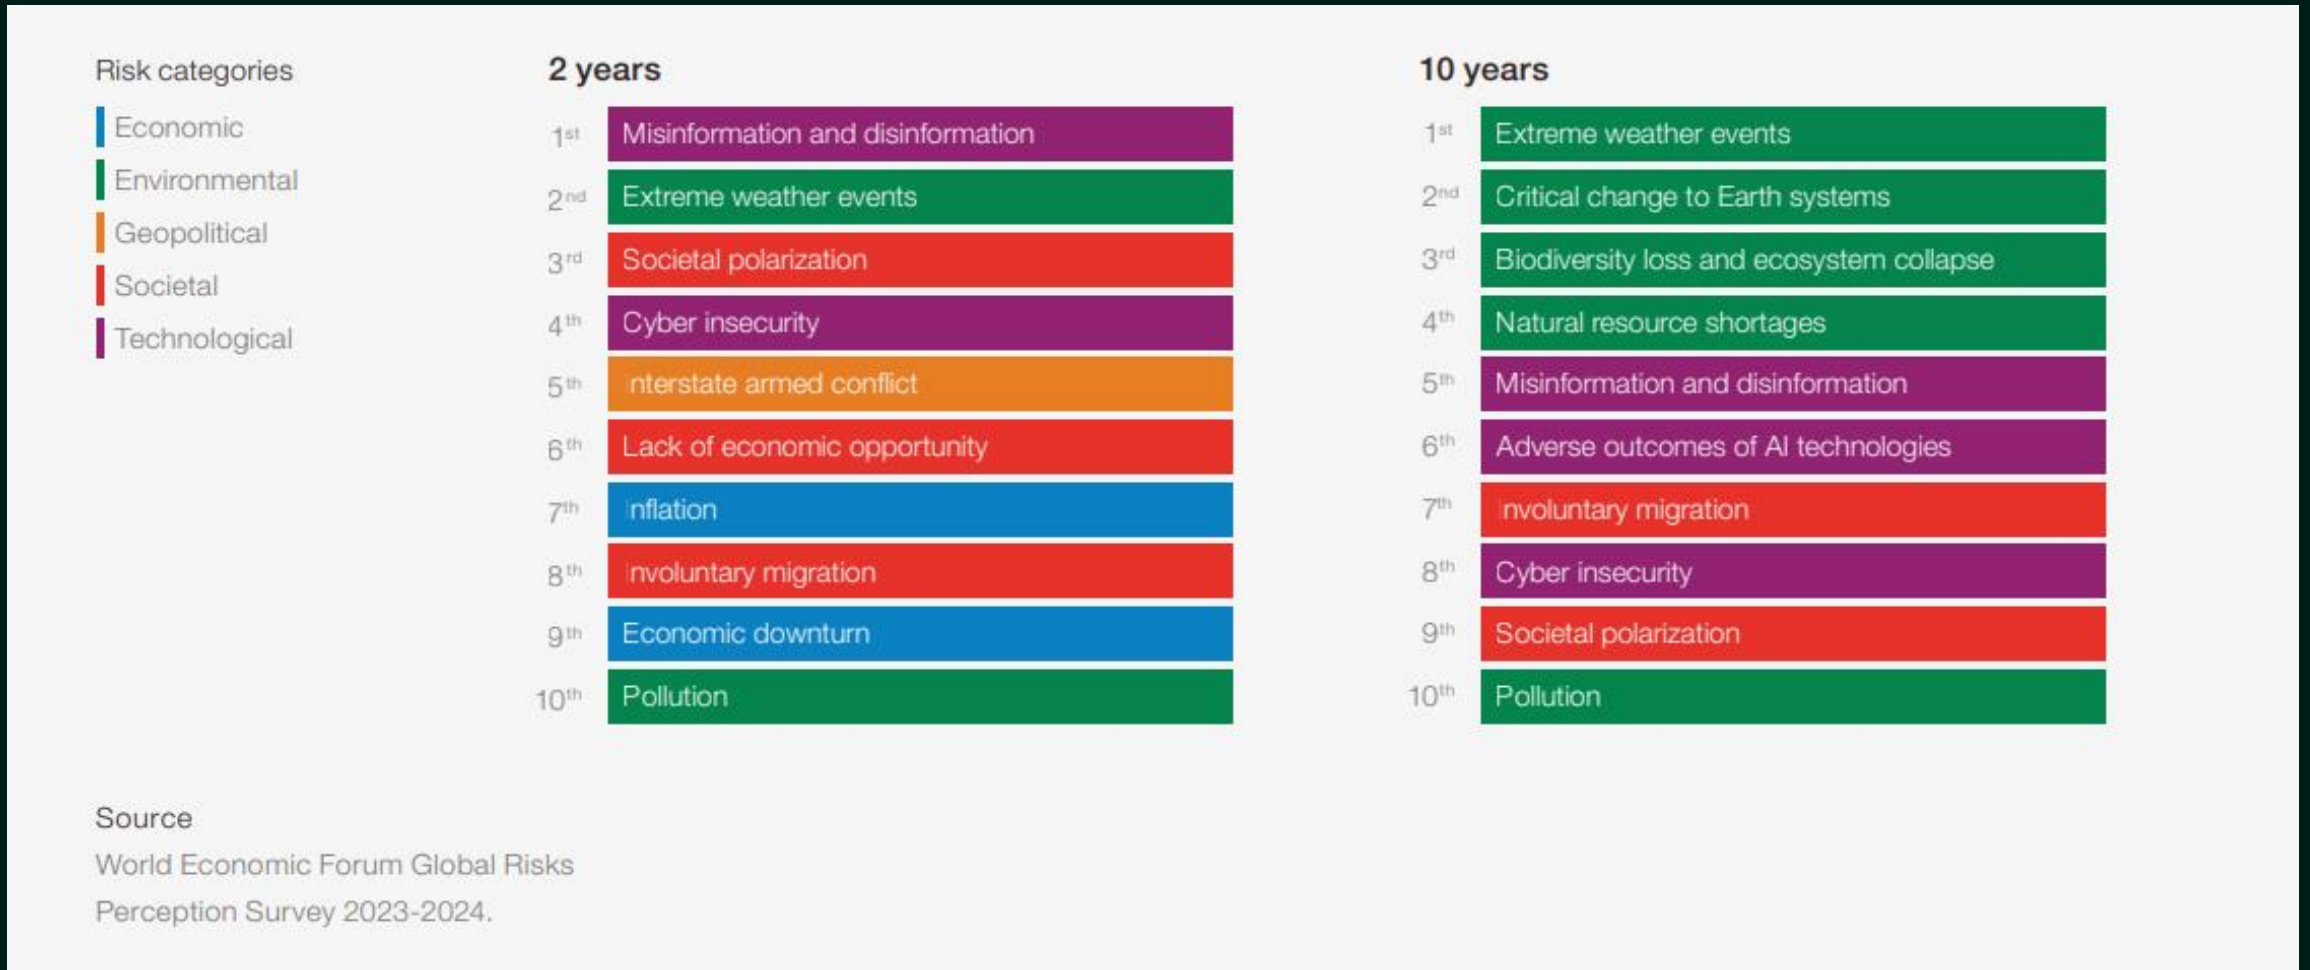 Risk categories
Economic
Environmental
Geopolitical
Societal
Technological
2 years
1st Misinformation and disinformation
2nd Extreme weather events
3rd Societal polarization
4th Cyber insecurity
5th Interstate armed conflict
6th Lack of economic opportunity
7th Inflation
8th Involuntary migration
9th Economic downturn
10th Pollution
10 years
1st Extreme weather events
2nd Critical change to Earth systems
3rd Biodiversity loss and ecosystem collapse
4th Natural resource shortages
5th Misinformation and disinformation
6th Adverse outcomes of AI technologies
7th Involuntary migration
8th Cyber insecurity
9th Societal polarization
10th Pollution
Source
World Economic Forum Global Risks
Perception Survey 2023-2024.